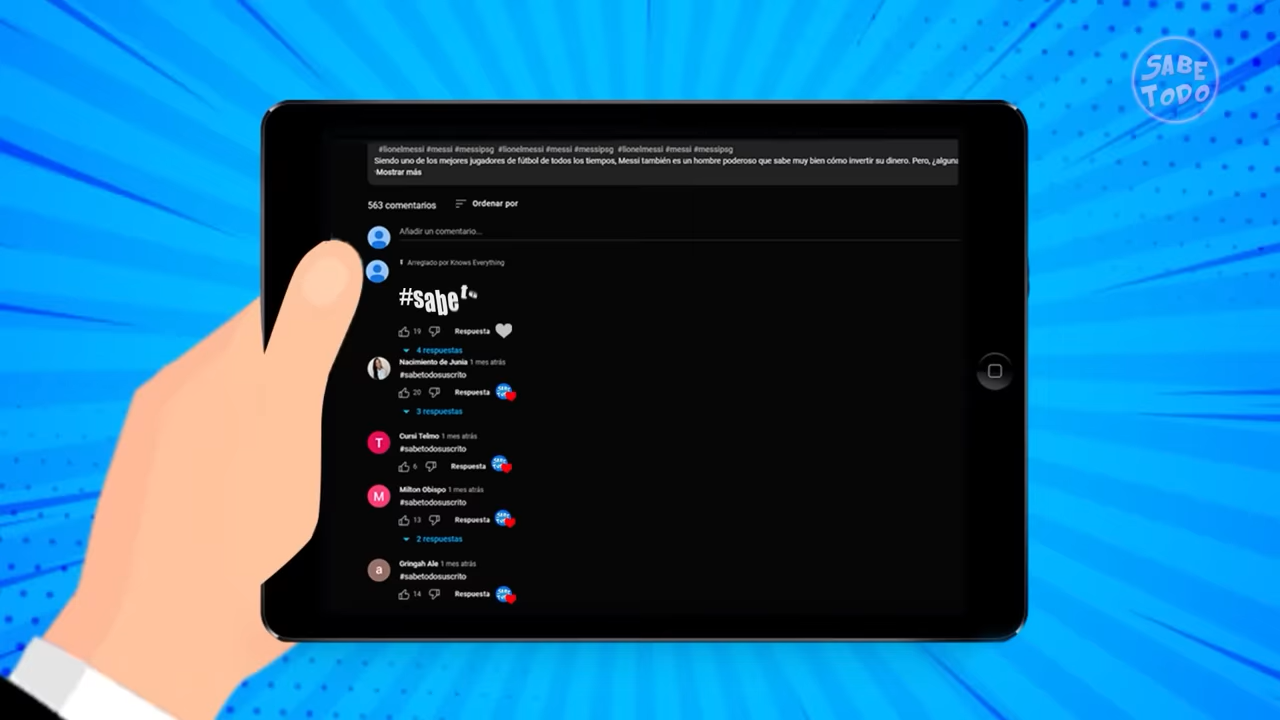 SABE
TODO
#lionelmessi #messi #messipsg #lionelmessi #messi #messipsg #lionelmessi #messi #messipsg
Siendo uno de los mejores jugadores de fútbol de todos los tiempos, Messi también es un hombre poderoso que sabe muy bien cómo invertir su dinero. Pero, ¿alguna
Mostrar más
563 comentarios Ordenar por
Añadir un comentario...
Arreglado por Knows Everything
#sabet
19 Respuesta
4 respuestas
Nacimiento de Junia 1 mes atrás
#sabetodosuscrito
20 Respuesta
3 respuestas
T Cursi Telmo 1 mes atrás
#sabetodosuscrito
6 Respuesta
M Milton Obispo 1 mes atrás
#sabetodosuscrito
13 Respuesta
2 respuestas
a Gringah Ale 1 mes atrás
#sabetodosuscrito
14 Respuesta